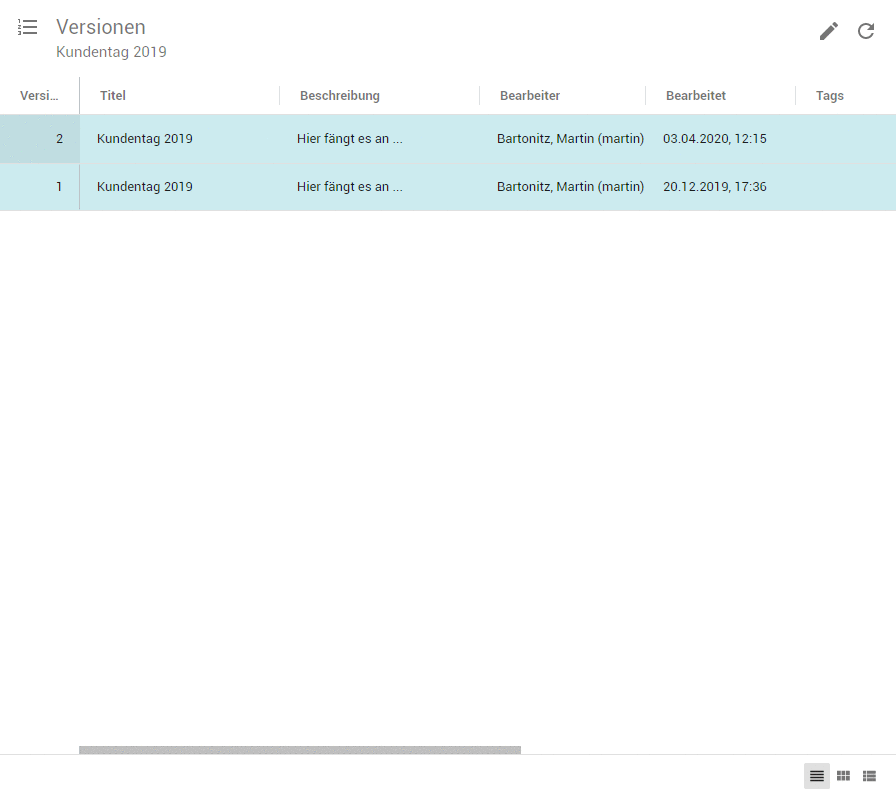 Versionen
Kundentag 2019
Versi... Titel Beschreibung Bearbeiter Bearbeitet Tags
2 Kundentag 2019 Hier fängt es an ... Bartonitz, Martin (martin) 03.04.2020, 12:15
1 Kundentag 2019 Hier fängt es an ... Bartonitz, Martin (martin) 20.12.2019, 17:36